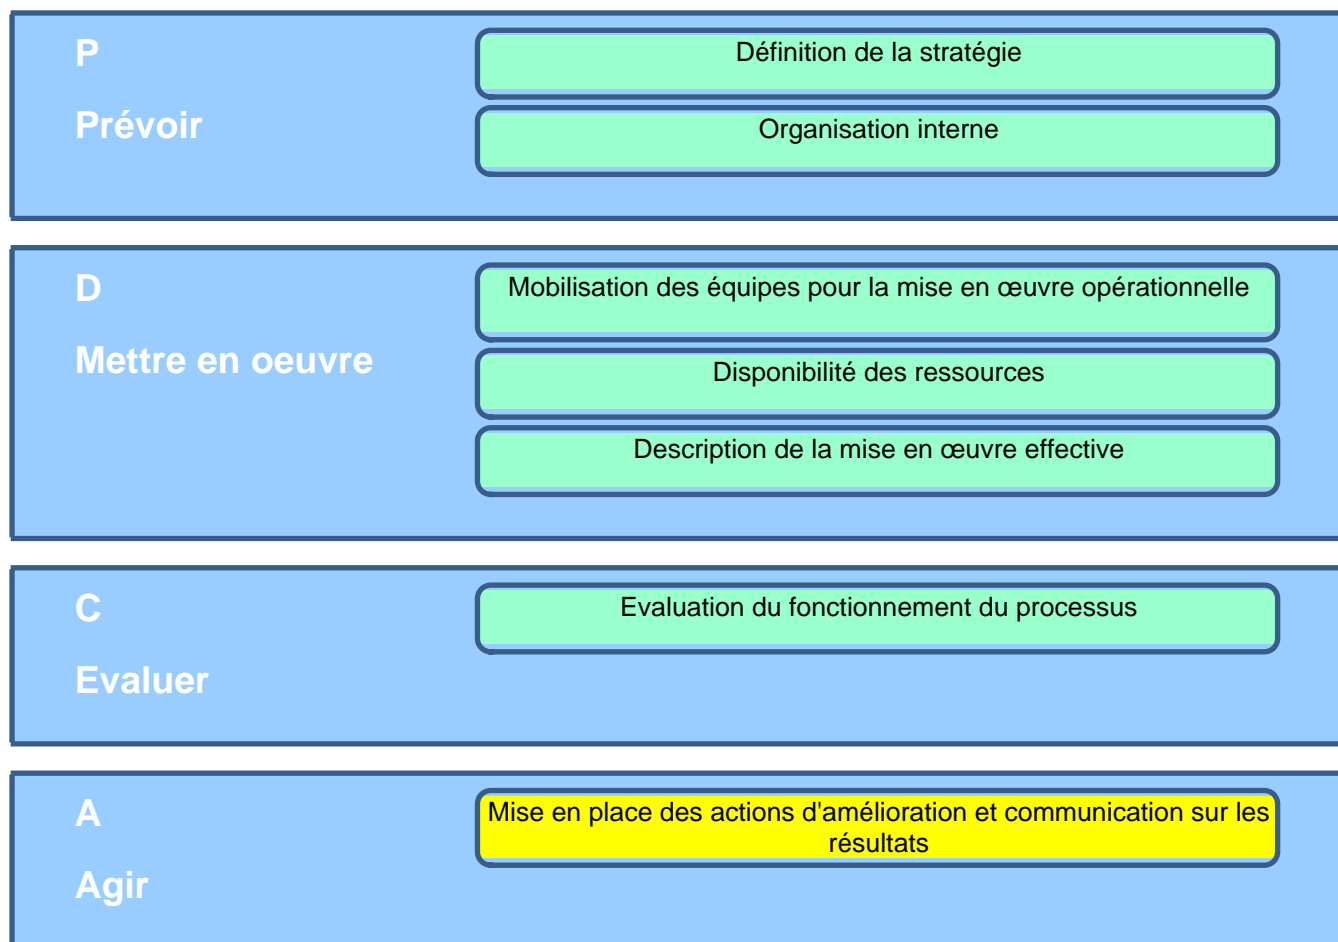 P
Prévoir
Définition de la stratégie
Organisation interne
D
Mettre en oeuvre
Mobilisation des équipes pour la mise en œuvre opérationnelle
Disponibilité des ressources
Description de la mise en œuvre effective
C
Evaluer
Evaluation du fonctionnement du processus
A
Agir
Mise en place des actions d'amélioration et communication sur les
résultats